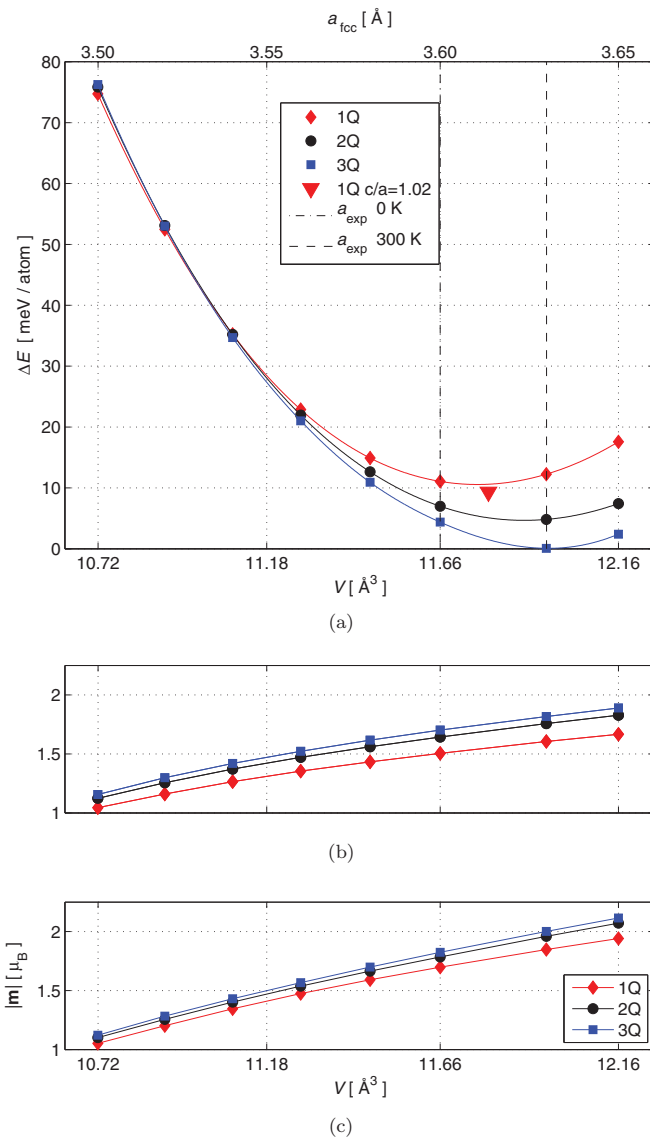 a_fcc [ Å ]
3.50 3.55 3.60 3.65
80
70
60
50
40
30
20
10
0
ΔE [ meV / atom ]
1Q
2Q
3Q
1Q c/a=1.02
a_exp 0 K
a_exp 300 K
10.72 11.18 11.66 12.16
V [ Å³ ]
(a)
2
1.5
1
(b)
2
1.5
1
|m| [ μ_B ]
1Q
2Q
3Q
10.72 11.18 11.66 12.16
V [ Å³ ]
(c)